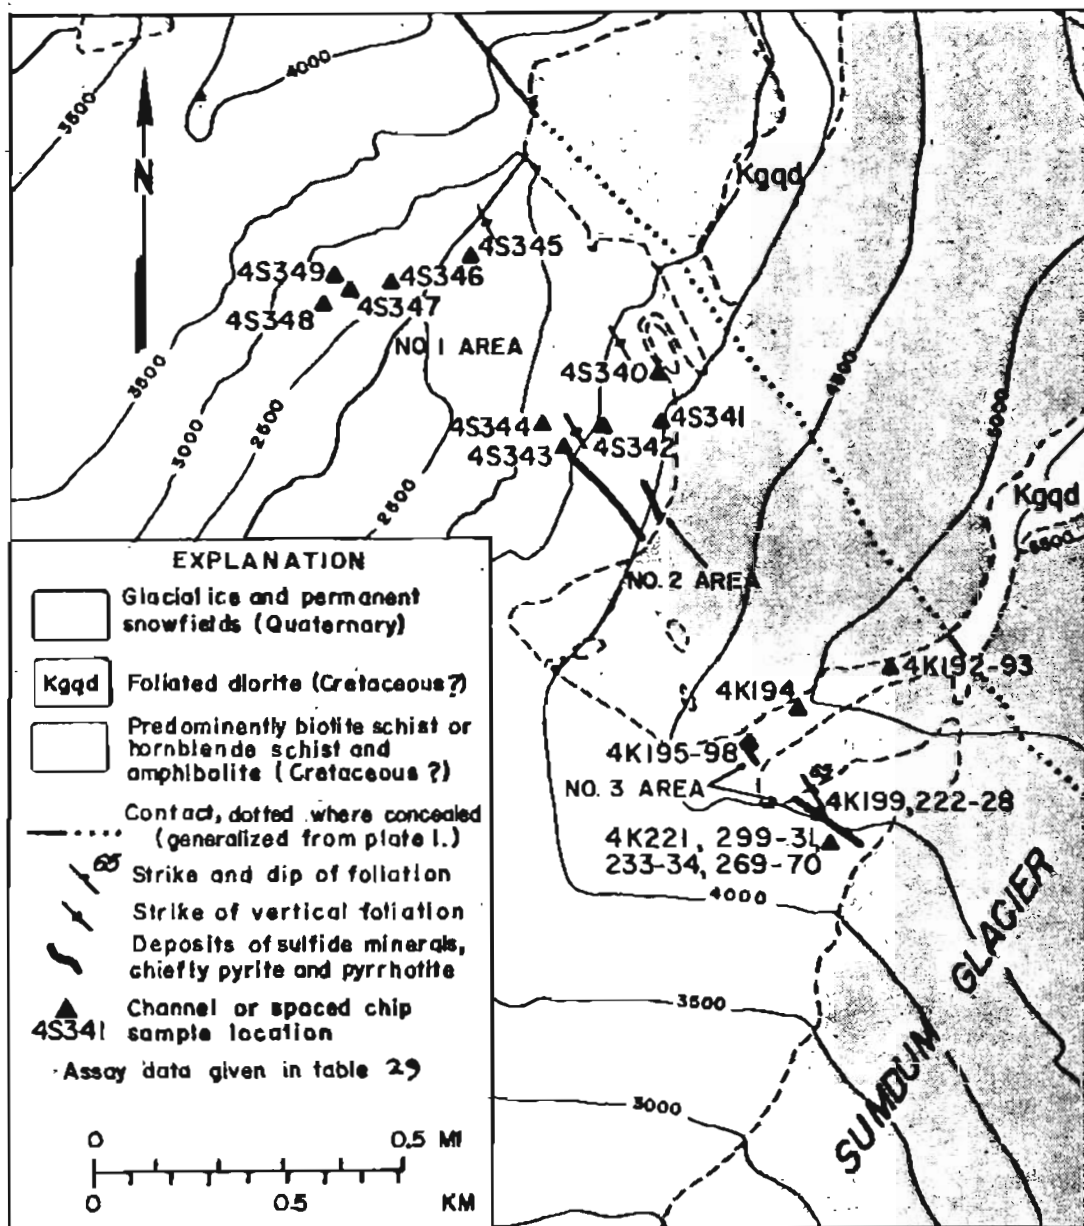 4000
3500
N
Kgqd
4S345
4S349
4S346
4S347
4S348
NO. 1 AREA
3500
3000
2500
2500
4S340
4S341
4S344
4S342
4S343
4500
5000
Kgqd
5500
NO. 2 AREA
4K192-93
4K194
4K195-98
NO. 3 AREA
4K199,222-28
4K221, 299-31,
233-34, 269-70
4000
3500
3000
SUMDUM GLACIER
EXPLANATION
Glacial ice and permanent
snowfields (Quaternary)
Kgqd Foliated diorite (Cretaceous?)
Predominently biotite schist or
hornblende schist and
amphibolite (Cretaceous ?)
Contact, dotted where concealed
(generalized from plate 1.)
65
Strike and dip of foliation
Strike of vertical foliation
Deposits of sulfide minerals,
chiefly pyrite and pyrrhotite
4S341 Channel or spaced chip
sample location
Assay data given in table 29
0 0.5 MI
0 0.5 KM